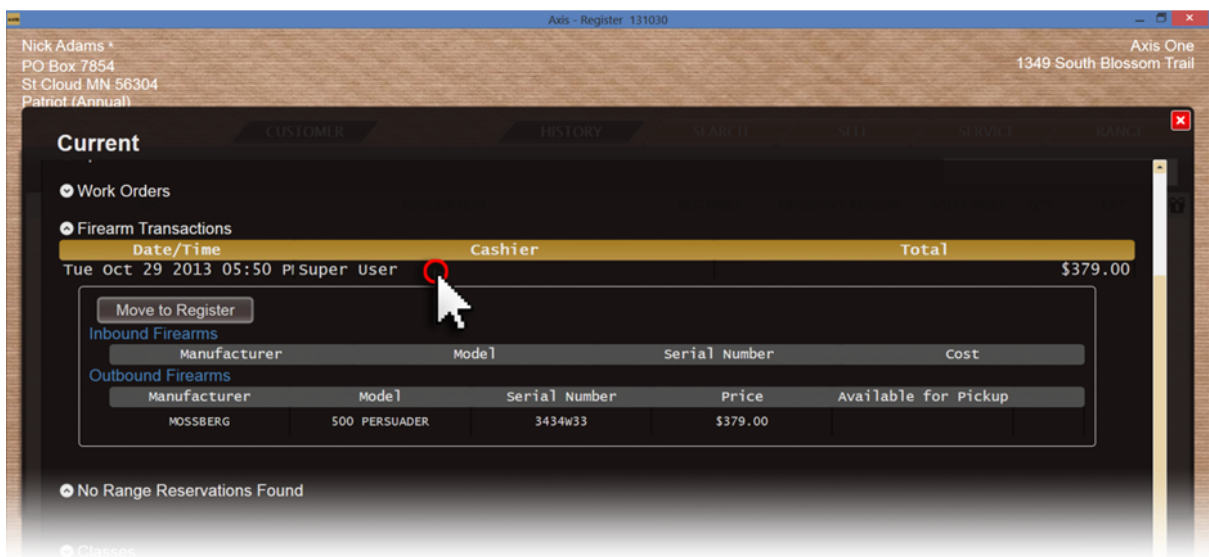 AXIS
Axis - Register 131030
Nick Adams *
PO Box 7854
St Cloud MN 56304
Patriot (Annual)
Axis One
1349 South Blossom Trail
CUSTOMER HISTORY SEARCH SELL SERVICE RANGE
Current
Work Orders
Firearm Transactions
Date/Time Cashier Total
Tue Oct 29 2013 05:50 PM Super User $379.00
Move to Register
Inbound Firearms
Manufacturer Model Serial Number Cost
Outbound Firearms
Manufacturer Model Serial Number Price Available for Pickup
MOSSBERG 500 PERSUADER 3434W33 $379.00
No Range Reservations Found
Classes